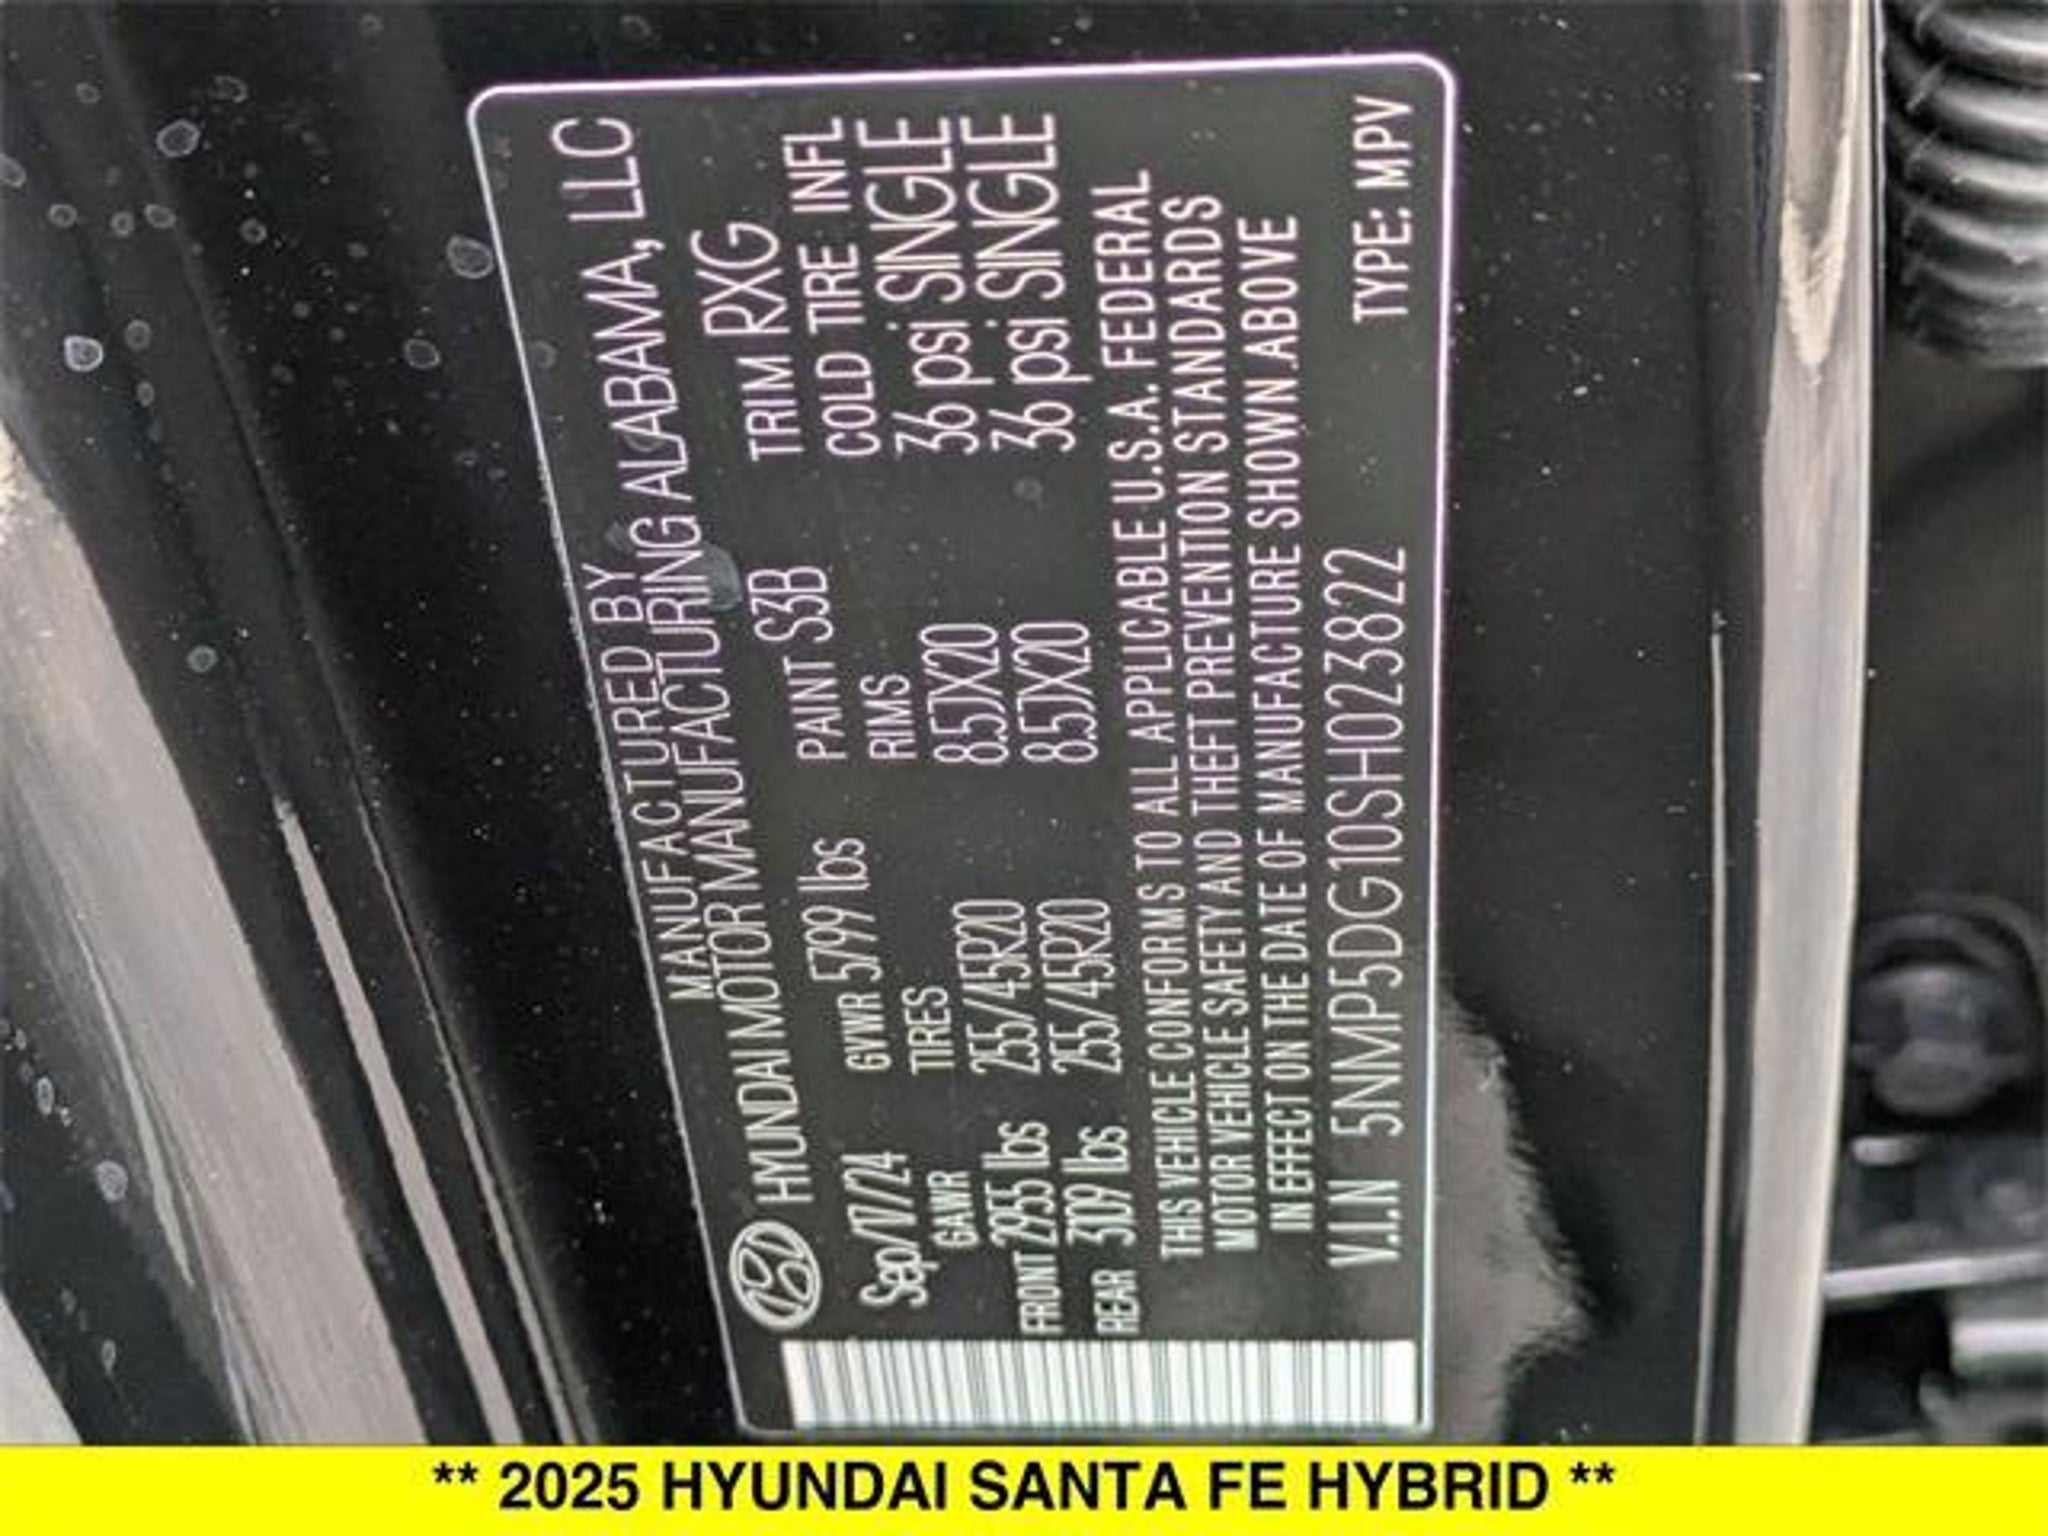 MANUFACTURED BY
HYUNDAI MOTOR MANUFACTURING ALABAMA, LLC
Sep/17/24 GVWR 5799 lbs PAINT S3B TRIM RXG
GAWR TIRES RIMS COLD TIRE INFL
FRONT 2955 lbs 255/45R20 8.5JX20 36 psi SINGLE
REAR 3109 lbs 255/45R20 8.5JX20 36 psi SINGLE
THIS VEHICLE CONFORMS TO ALL APPLICABLE U.S.A. FEDERAL
MOTOR VEHICLE SAFETY AND THEFT PREVENTION STANDARDS
IN EFFECT ON THE DATE OF MANUFACTURE SHOWN ABOVE
V.I.N 5NMP5DG10SH023822 TYPE: MPV
** 2025 HYUNDAI SANTA FE HYBRID **